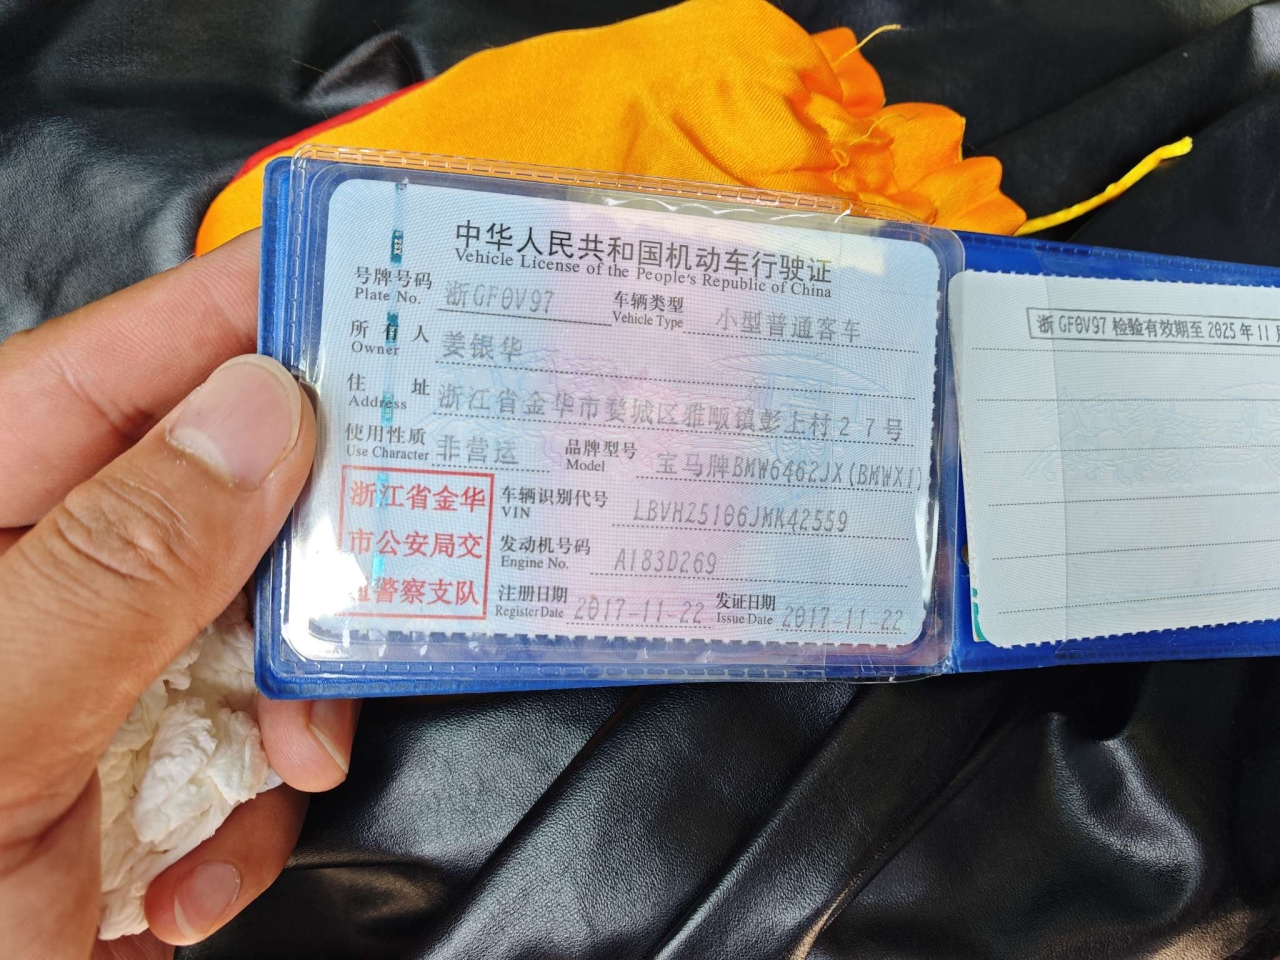 中华人民共和国机动车行驶证
Vehicle License of the People's Republic of China
号牌号码 浙GF0V97 车辆类型 小型普通客车
Plate No. Vehicle Type
所有人 姜银华
Owner
住址 浙江省金华市婺城区雅畈镇彭上村27号
Address
使用性质 非营运 品牌型号 宝马牌BMW6462JX(BMWX1)
Use Character Model
浙江省金华
市公安局交
警察支队
车辆识别代号 LBVHZ5106JMK42559
VIN
发动机号码 A183D269
Engine No.
注册日期 2017-11-22 发证日期 2017-11-22
Register Date Issue Date
浙GF0V97 检验有效期至 2025年11月